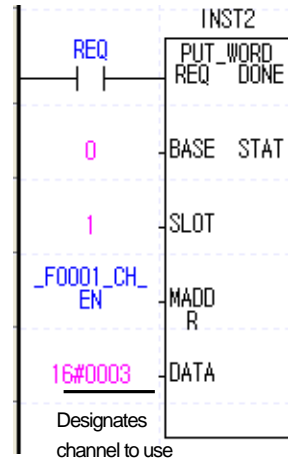 INST2
REQ PUT_WORD
REQ DONE
0 BASE STAT
1 SLOT
_F0001_CH_
EN MADD
R
16#0003 DATA
Designates
channel to use